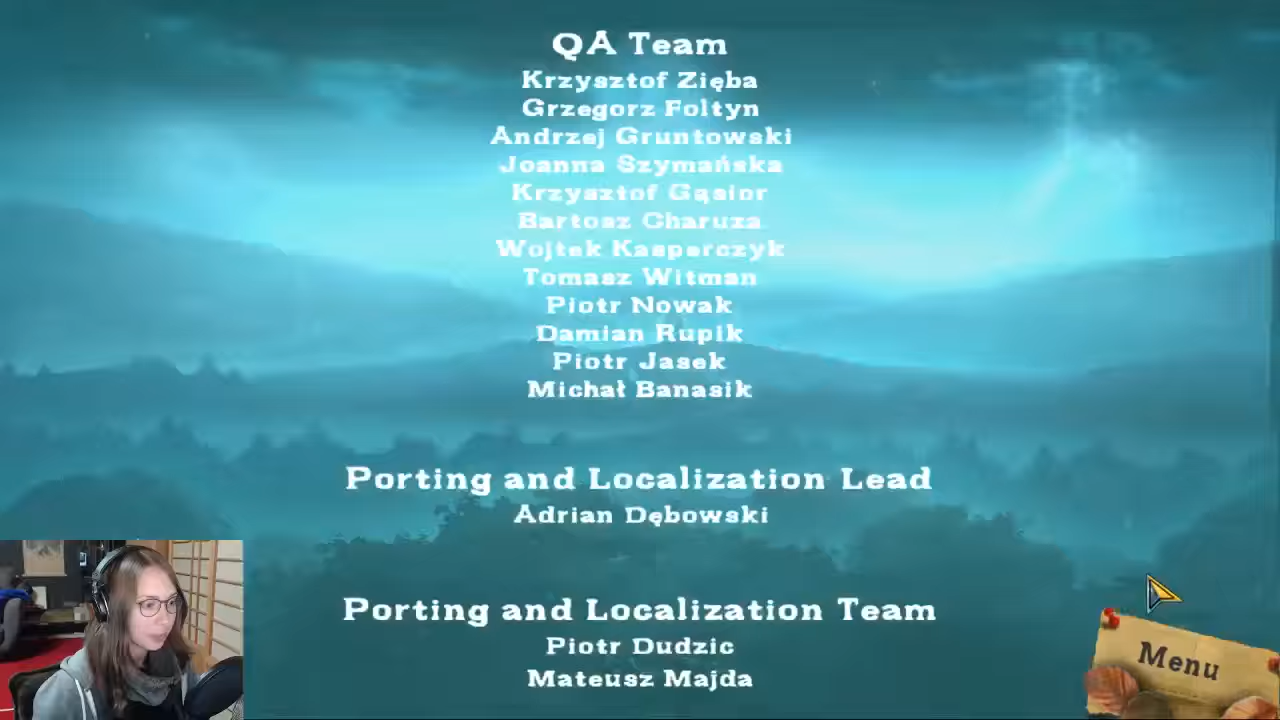 QA Team
Krzysztof Zięba
Grzegorz Foltyn
Andrzej Gruntowski
Joanna Szymańska
Krzysztof Gąsior
Bartosz Charuza
Wojtek Kasperczyk
Tomasz Witman
Piotr Nowak
Damian Rupik
Piotr Jasek
Michał Banasik
Porting and Localization Lead
Adrian Dębowski
Porting and Localization Team
Piotr Dudzic
Mateusz Majda
Menu